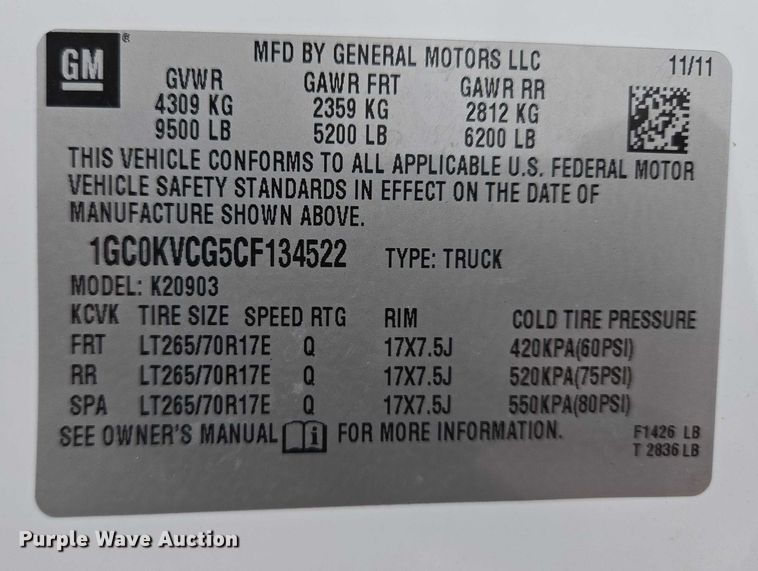 GM ®
MFD BY GENERAL MOTORS LLC
11/11
GVWR GAWR FRT GAWR RR
4309 KG 2359 KG 2812 KG
9500 LB 5200 LB 6200 LB
THIS VEHICLE CONFORMS TO ALL APPLICABLE U.S. FEDERAL MOTOR
VEHICLE SAFETY STANDARDS IN EFFECT ON THE DATE OF
MANUFACTURE SHOWN ABOVE.
1GC0KVCG5CF134522 TYPE: TRUCK
MODEL: K20903
KCVK TIRE SIZE SPEED RTG RIM COLD TIRE PRESSURE
FRT LT265/70R17E Q 17X7.5J 420KPA(60PSI)
RR LT265/70R17E Q 17X7.5J 520KPA(75PSI)
SPA LT265/70R17E Q 17X7.5J 550KPA(80PSI)
SEE OWNER'S MANUAL i FOR MORE INFORMATION.
F1426 LB
T 2836 LB
Purple Wave Auction